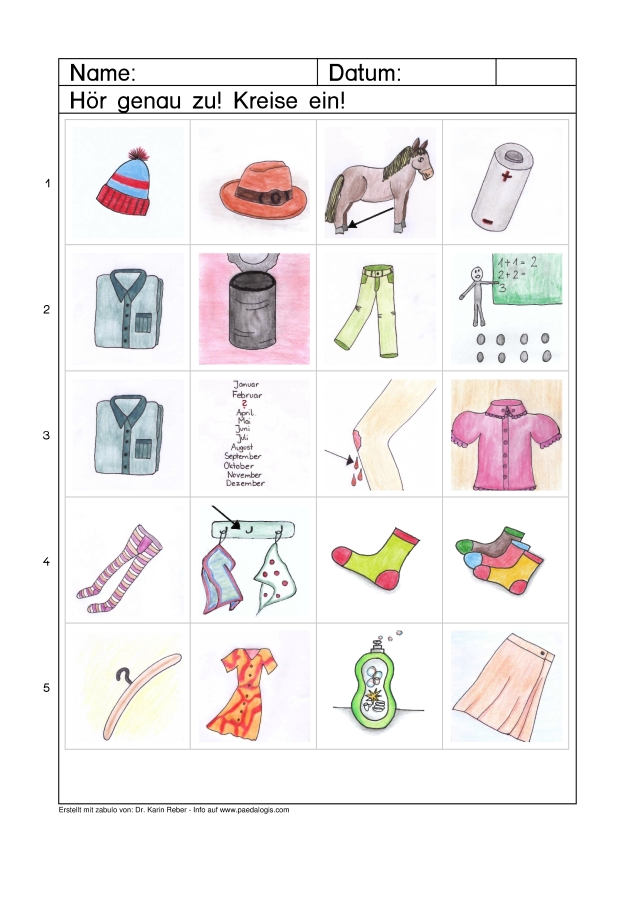 Name:
Datum:
Hör genau zu! Kreise ein!
1
+
-
2
1+1= 2
2+2=
3
3
Januar
Februar
?
April
Mai
Juni
Juli
August
September
Oktober
November
Dezember
4
5
Erstellt mit zabulo von: Dr. Karin Reber - Info auf www.paedalogis.com